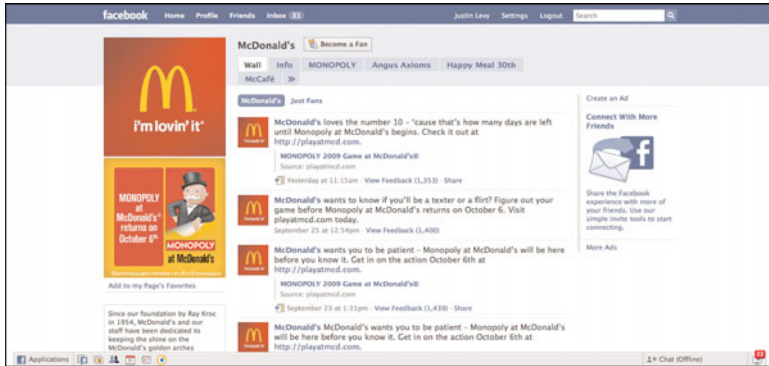 facebook Home Profile Friends Inbox 31 Justin Levy Settings Logout Search
i'm lovin' it®
MONOPOLY
at
McDonald's®
returns on
October 6th
MONOPOLY
at McDonald's
Add to my Page's Favorites
Since our foundation by Ray Kroc
in 1954, McDonald's and our
staff have been dedicated to
keeping the shine on the
McDonald's golden arches
McDonald's Become a Fan
Wall Info MONOPOLY Angus Axioms Happy Meal 30th
McCafé »
McDonald's Just Fans
McDonald's loves the number 10 – 'cause that's how many days are left
until Monopoly at McDonald's begins. Check it out at
http://playatmcd.com.
MONOPOLY 2009 Game at McDonald's®
Source: playatmcd.com
Yesterday at 11:15am · View Feedback (1,353) · Share
McDonald's wants to know if you'll be a texter or a flirt? Figure out your
game before Monopoly at McDonald's returns on October 6. Visit
playatmcd.com today.
September 25 at 12:54pm · View Feedback (1,400)
McDonald's wants you to be patient – Monopoly at McDonald's will be here
before you know it. Get in on the action October 6th at
http://playatmcd.com.
MONOPOLY 2009 Game at McDonald's®
Source: playatmcd.com
September 23 at 1:31pm · View Feedback (1,439) · Share
McDonald's McDonald's wants you to be patient – Monopoly at McDonald's
will be here before you know it. Get in on the action October 6th at
http://playatmcd.com.
Create an Ad
Connect With More
Friends
Share the Facebook
experience with more of
your friends. Use our
simple invite tools to start
connecting.
More Ads
Applications Chat (Offline)